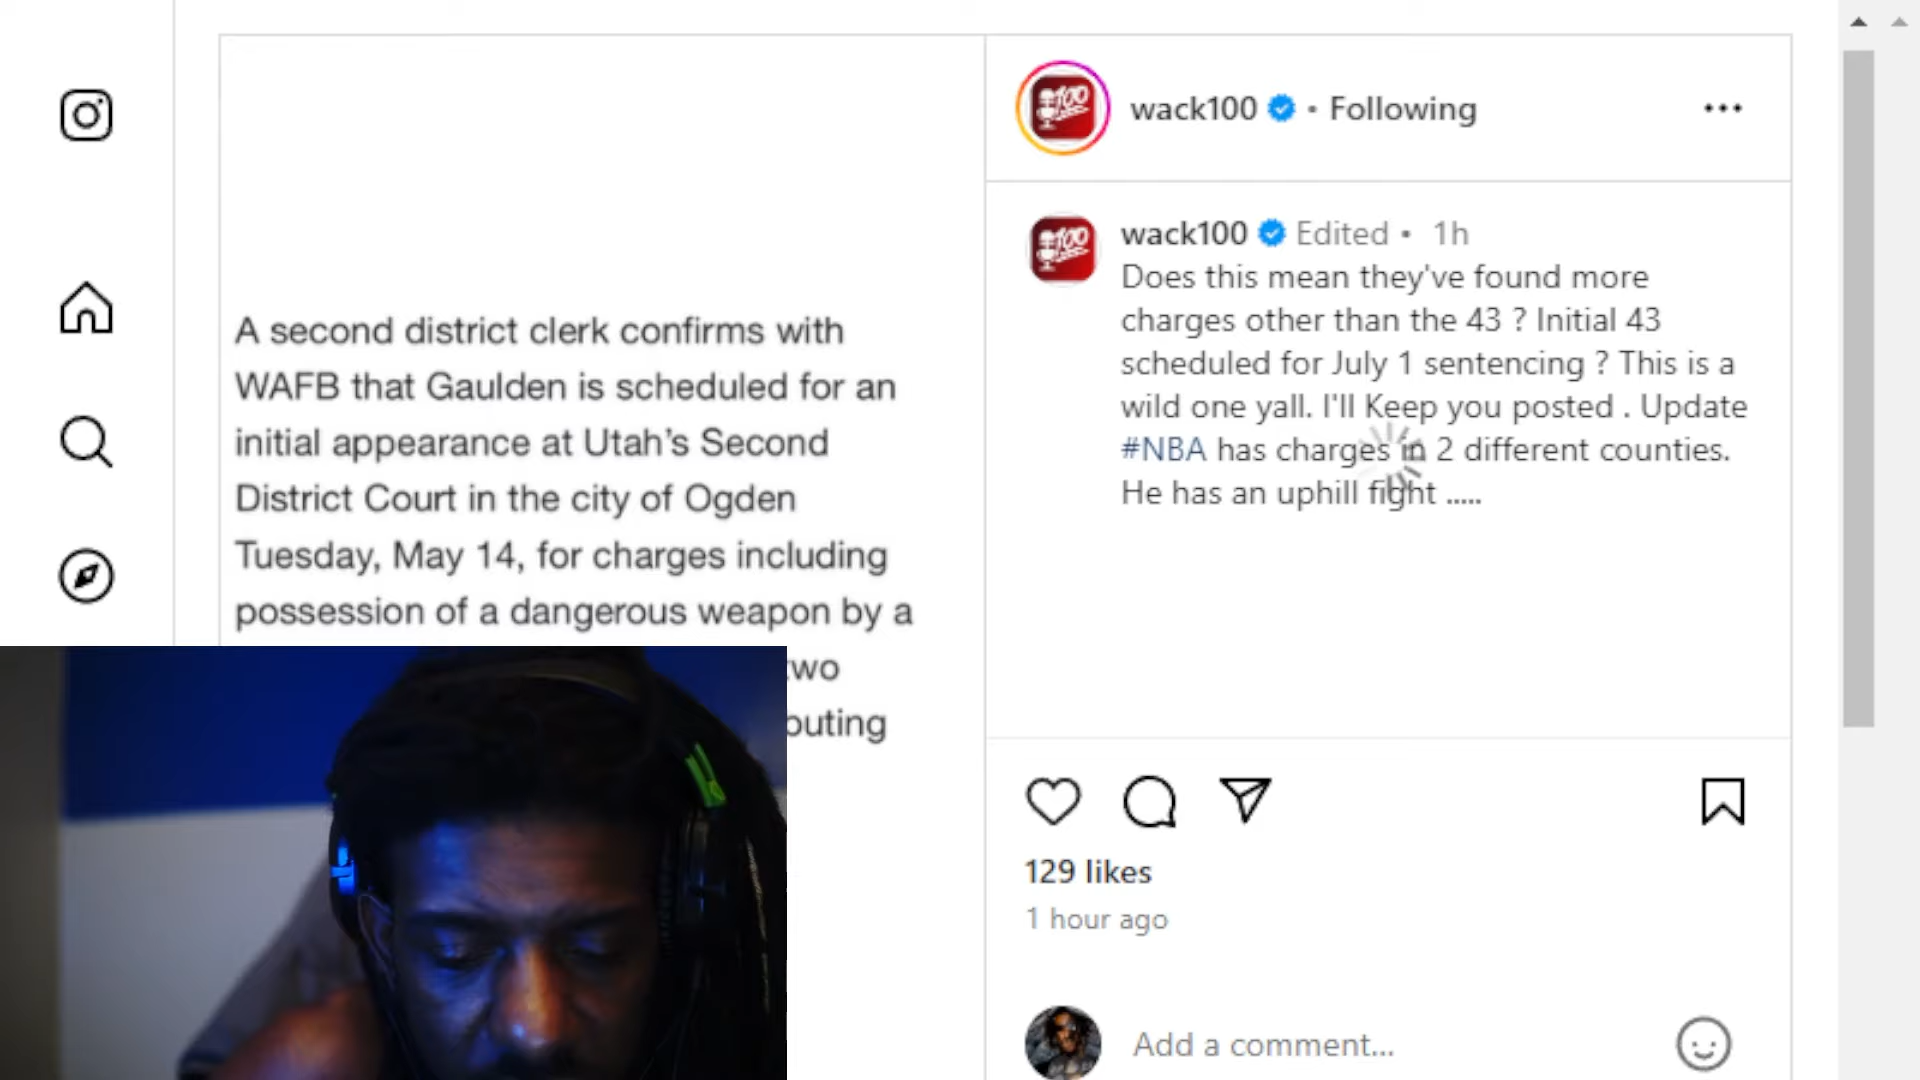 A second district clerk confirms with
WAFB that Gaulden is scheduled for an
initial appearance at Utah's Second
District Court in the city of Ogden
Tuesday, May 14, for charges including
possession of a dangerous weapon by a
two
outing
wack100 • Following
wack100 Edited • 1h
Does this mean they've found more
charges other than the 43 ? Initial 43
scheduled for July 1 sentencing ? This is a
wild one yall. I'll Keep you posted . Update
#NBA has charges in 2 different counties.
He has an uphill fight .....
129 likes
1 hour ago
Add a comment...